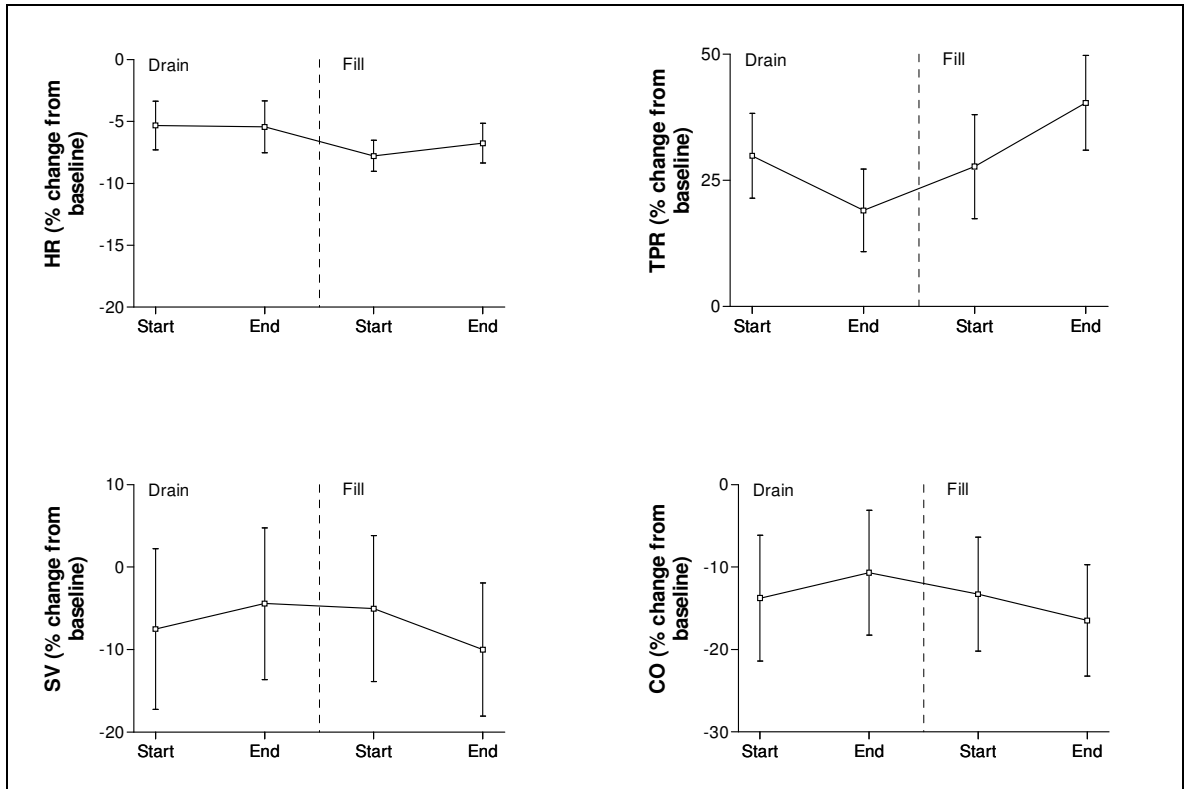 HR (% change from
baseline)
0
-5
-10
-15
-20
Drain
Fill
Start
End
Start
End
TPR (% change from
baseline)
50
25
0
Drain
Fill
Start
End
Start
End
SV (% change from
baseline)
10
0
-10
-20
Drain
Fill
Start
End
Start
End
CO (% change from
baseline)
0
-10
-20
-30
Drain
Fill
Start
End
Start
End